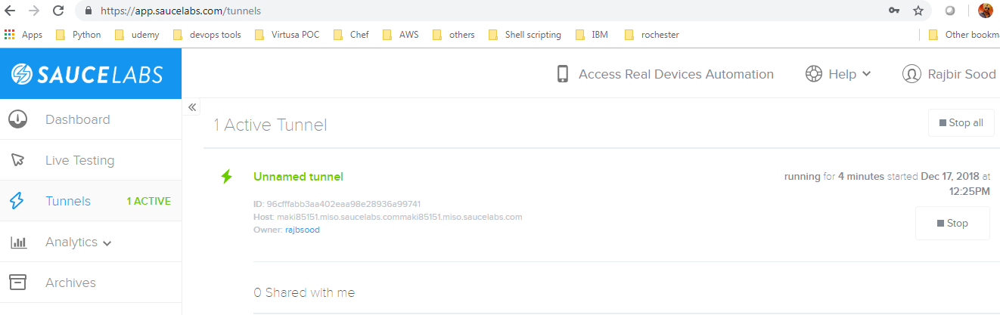 https://app.saucelabs.com/tunnels
Apps Python udemy devops tools Virtusa POC Chef AWS others Shell scripting IBM rochester Other bookm
SAUCELABS
Access Real Devices Automation Help Rajbir Sood
Dashboard
Live Testing
Tunnels 1 ACTIVE
Analytics
Archives
1 Active Tunnel Stop all
Unnamed tunnel
running for 4 minutes started Dec 17, 2018 at
12:25PM
ID: 96cfffabb3aa402eaa98e28936a99741
Host: maki85151.miso.saucelabs.commaki85151.miso.saucelabs.com
Owner: rajbsood
Stop
0 Shared with me